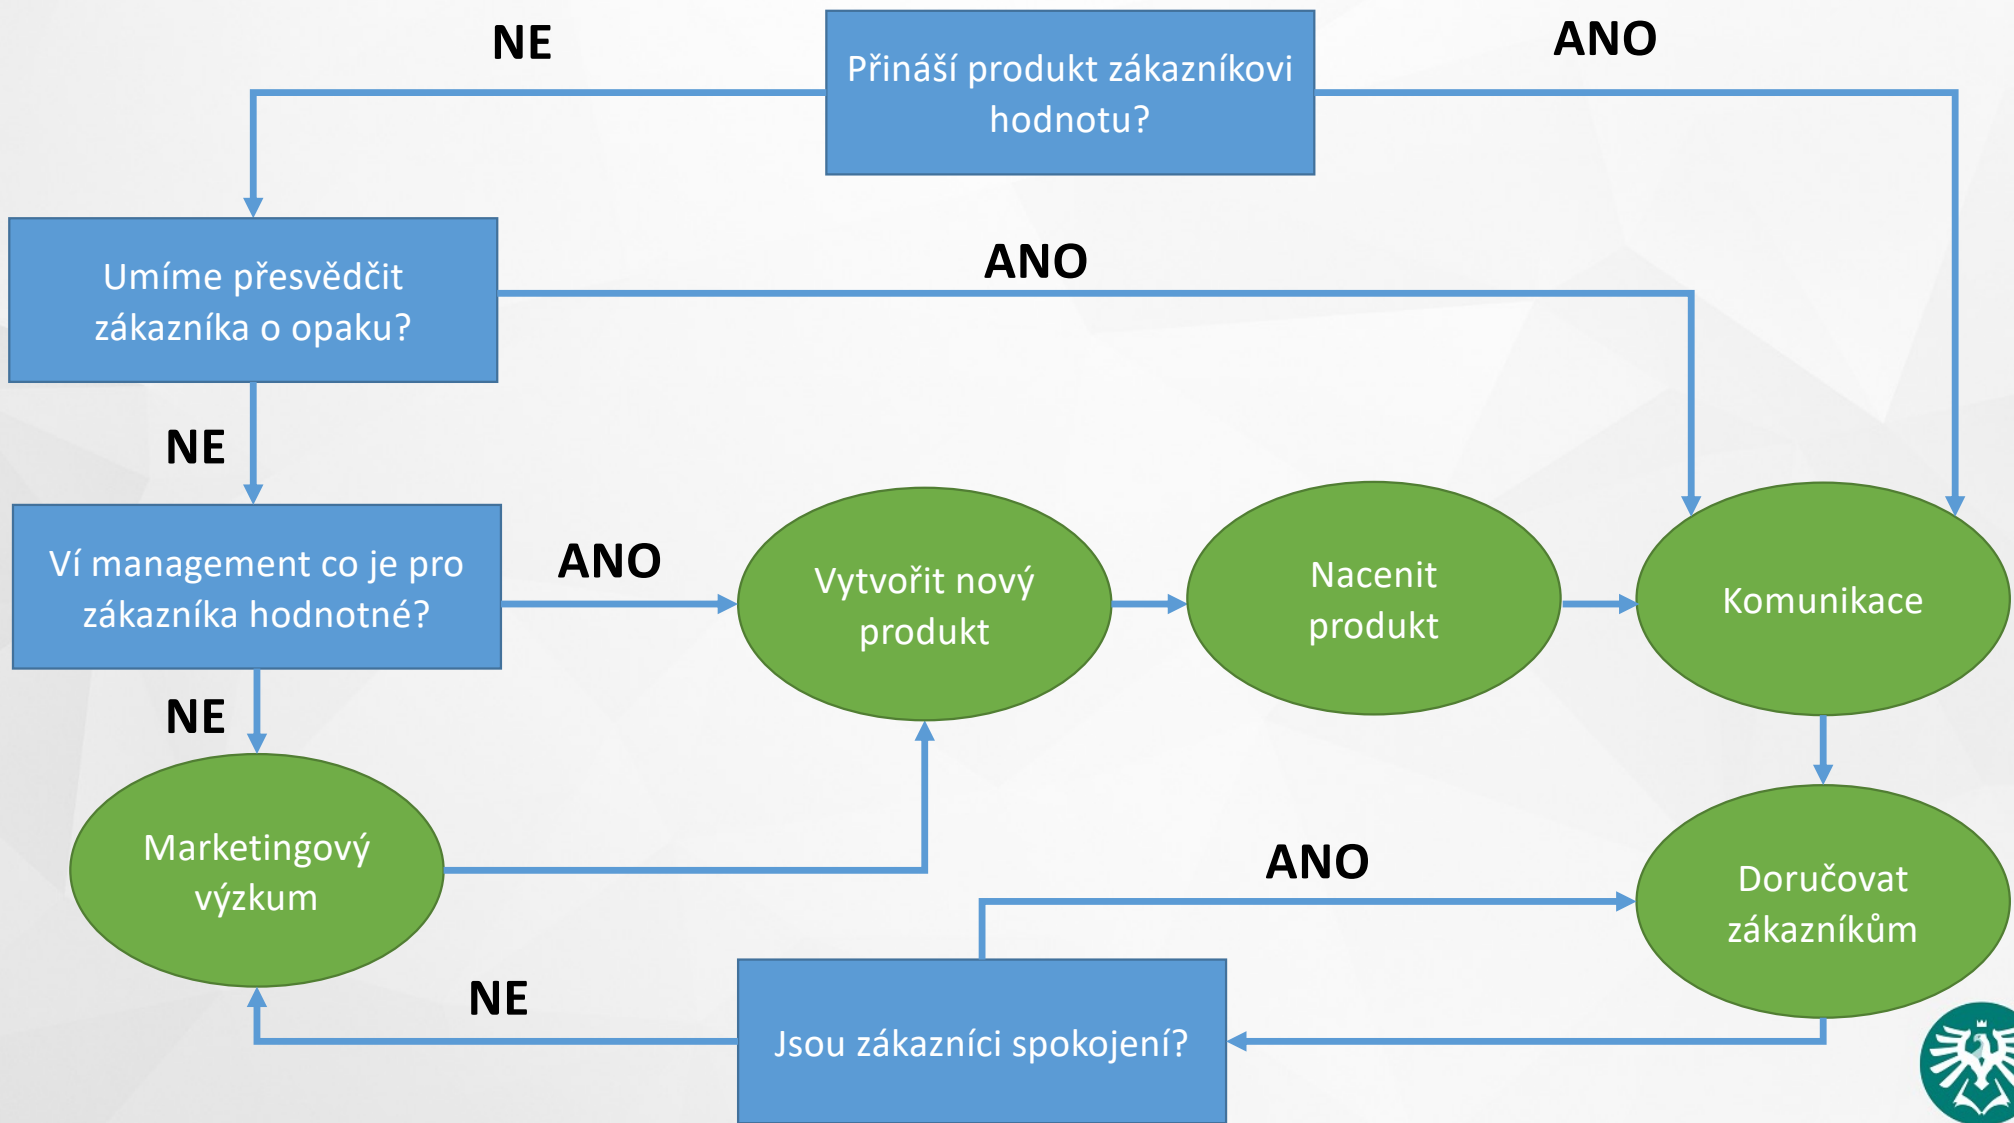 NE
Přináší produkt zákazníkovi
hodnotu?
ANO
Umíme přesvědčit
zákazníka o opaku?
ANO
NE
Ví management co je pro
zákazníka hodnotné?
ANO
Vytvořit nový
produkt
Nacenit
produkt
Komunikace
NE
Marketingový
výzkum
ANO
Doručovat
zákazníkům
NE
Jsou zákazníci spokojení?